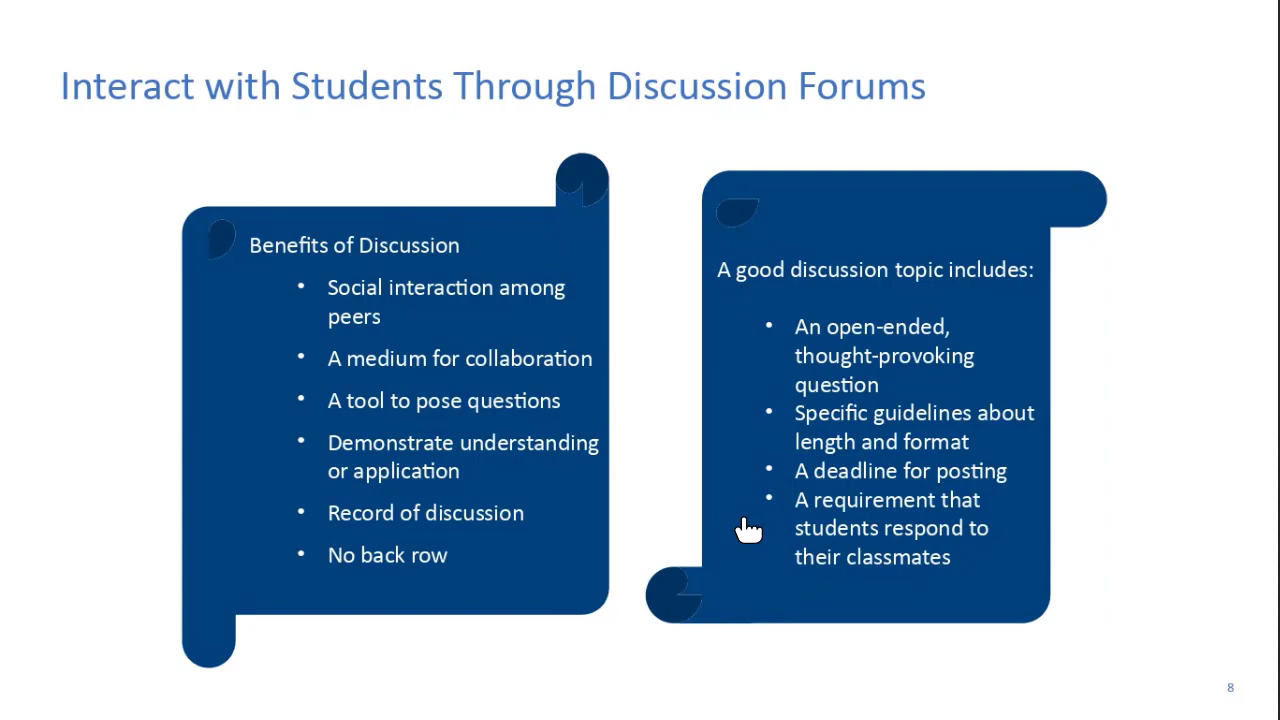 Interact with Students Through Discussion Forums
Benefits of Discussion
• Social interaction among
peers
• A medium for collaboration
• A tool to pose questions
• Demonstrate understanding
or application
• Record of discussion
• No back row
A good discussion topic includes:
• An open-ended,
thought-provoking
question
• Specific guidelines about
length and format
• A deadline for posting
• A requirement that
students respond to
their classmates
8